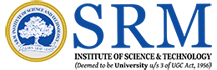 SRM
INSTITUTE OF SCIENCE & TECHNOLOGY
(Deemed to be University u/s 3 of UGC Act, 1956)